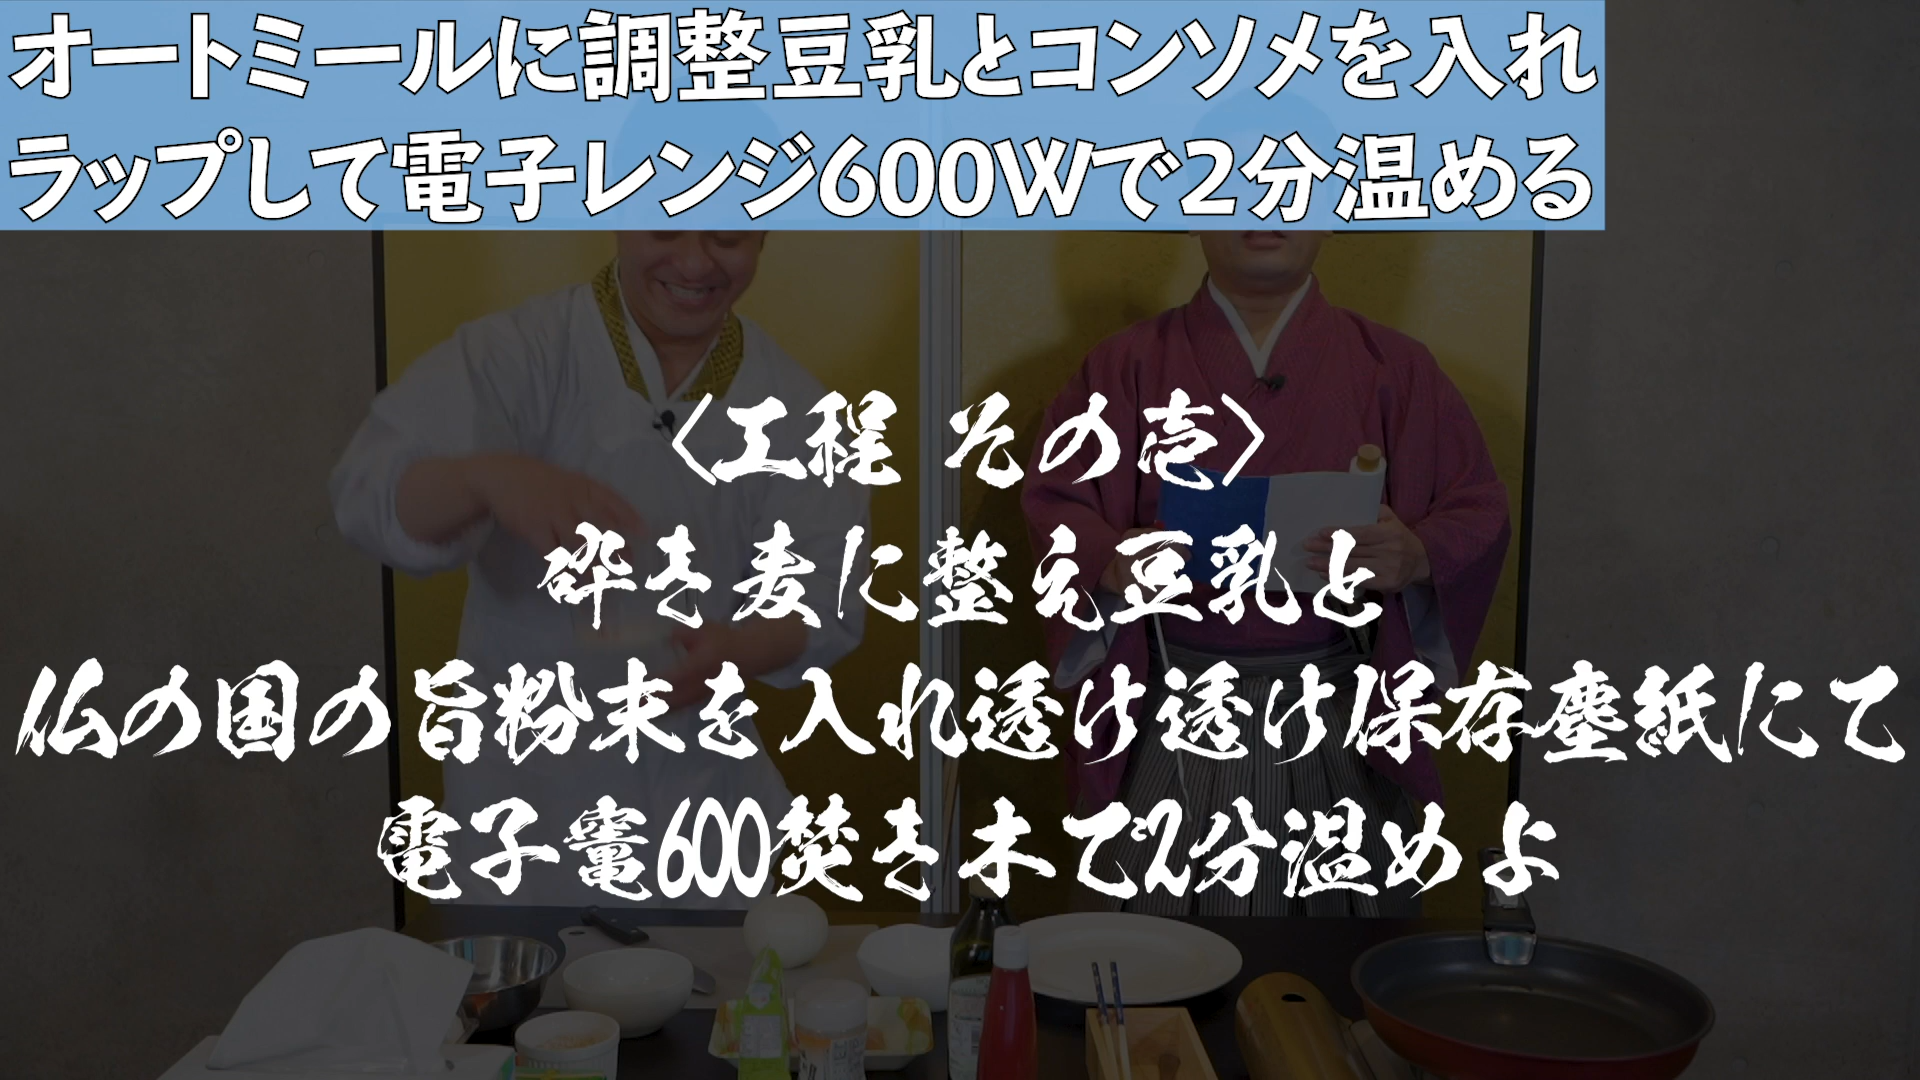 オートミールに調整豆乳とコンソメを入れ
ラップして電子レンジ600Wで2分温める
〈工程 その壱〉
砕き麦に整え豆乳と
仏の国の旨粉末を入れ透け透け保存塵紙にて
電子竈600焚き木で2分温めよ